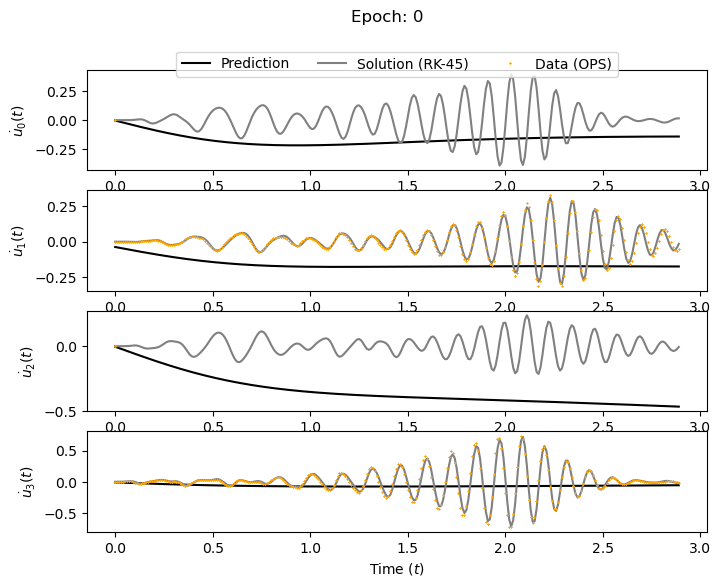 Epoch: 0
Prediction Solution (RK-45) Data (OPS)
0.25
0.00
−0.25
u̇₀(t)
0.0 0.5 1.0 1.5 2.0 2.5 3.0
0.25
0.00
−0.25
u̇₁(t)
0.0 0.5 1.0 1.5 2.0 2.5 3.0
0.0
−0.5
u̇₂(t)
0.0 0.5 1.0 1.5 2.0 2.5 3.0
0.5
0.0
−0.5
u̇₃(t)
0.0 0.5 1.0 1.5 2.0 2.5 3.0
Time (t)